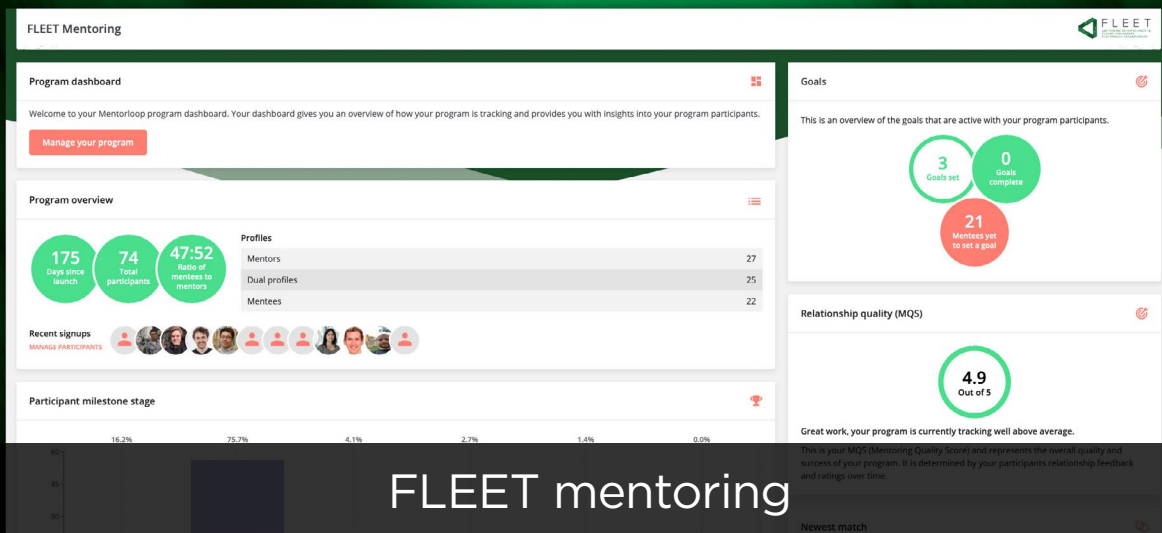 FLEET Mentoring
FLEET
Program dashboard
Welcome to your Mentorloop program dashboard. Your dashboard gives you an overview of how your program is tracking and provides you with insights into your program participants.
Manage your program
Program overview
175
Days since
launch
74
Total
participants
47:52
Ratio of
mentees to
mentors
Profiles
Mentors 27
Dual profiles 25
Mentees 22
Recent signups
MANAGE PARTICIPANTS
Participant milestone stage
16.2% 75.7% 4.1% 2.7% 1.4% 0.0%
60
45
30
Goals
This is an overview of the goals that are active with your program participants.
3
Goals set
0
Goals
complete
21
Mentees yet
to set a goal
Relationship quality (MQS)
4.9
Out of 5
Great work, your program is currently tracking well above average.
This is your MQS (Mentoring Quality Score) and represents the overall quality and
success of your program. It is determined by your participants relationship feedback
and ratings over time.
Newest match
FLEET mentoring